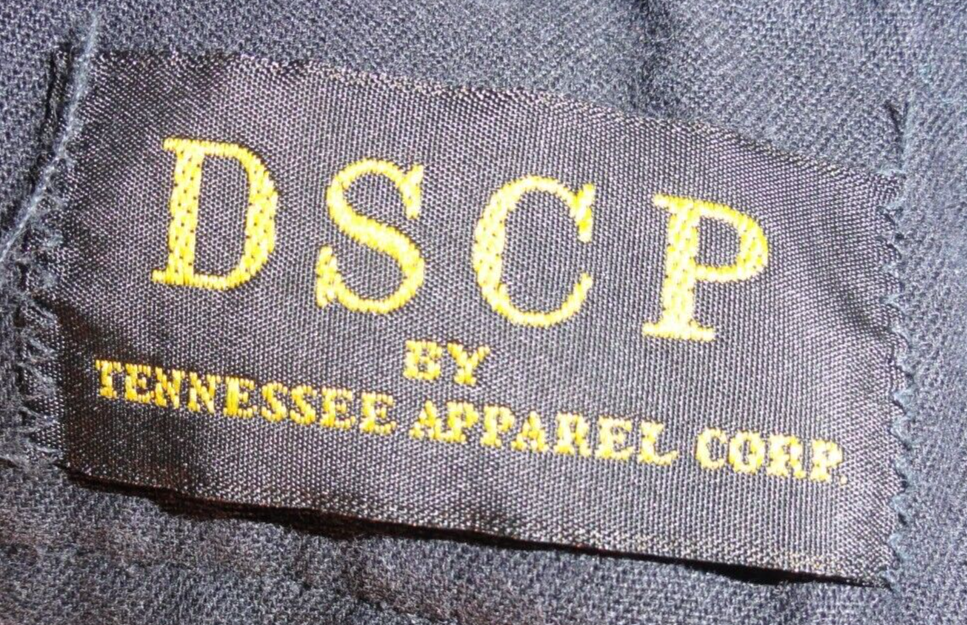 DSCP
BY
TENNESSEE APPAREL CORP.